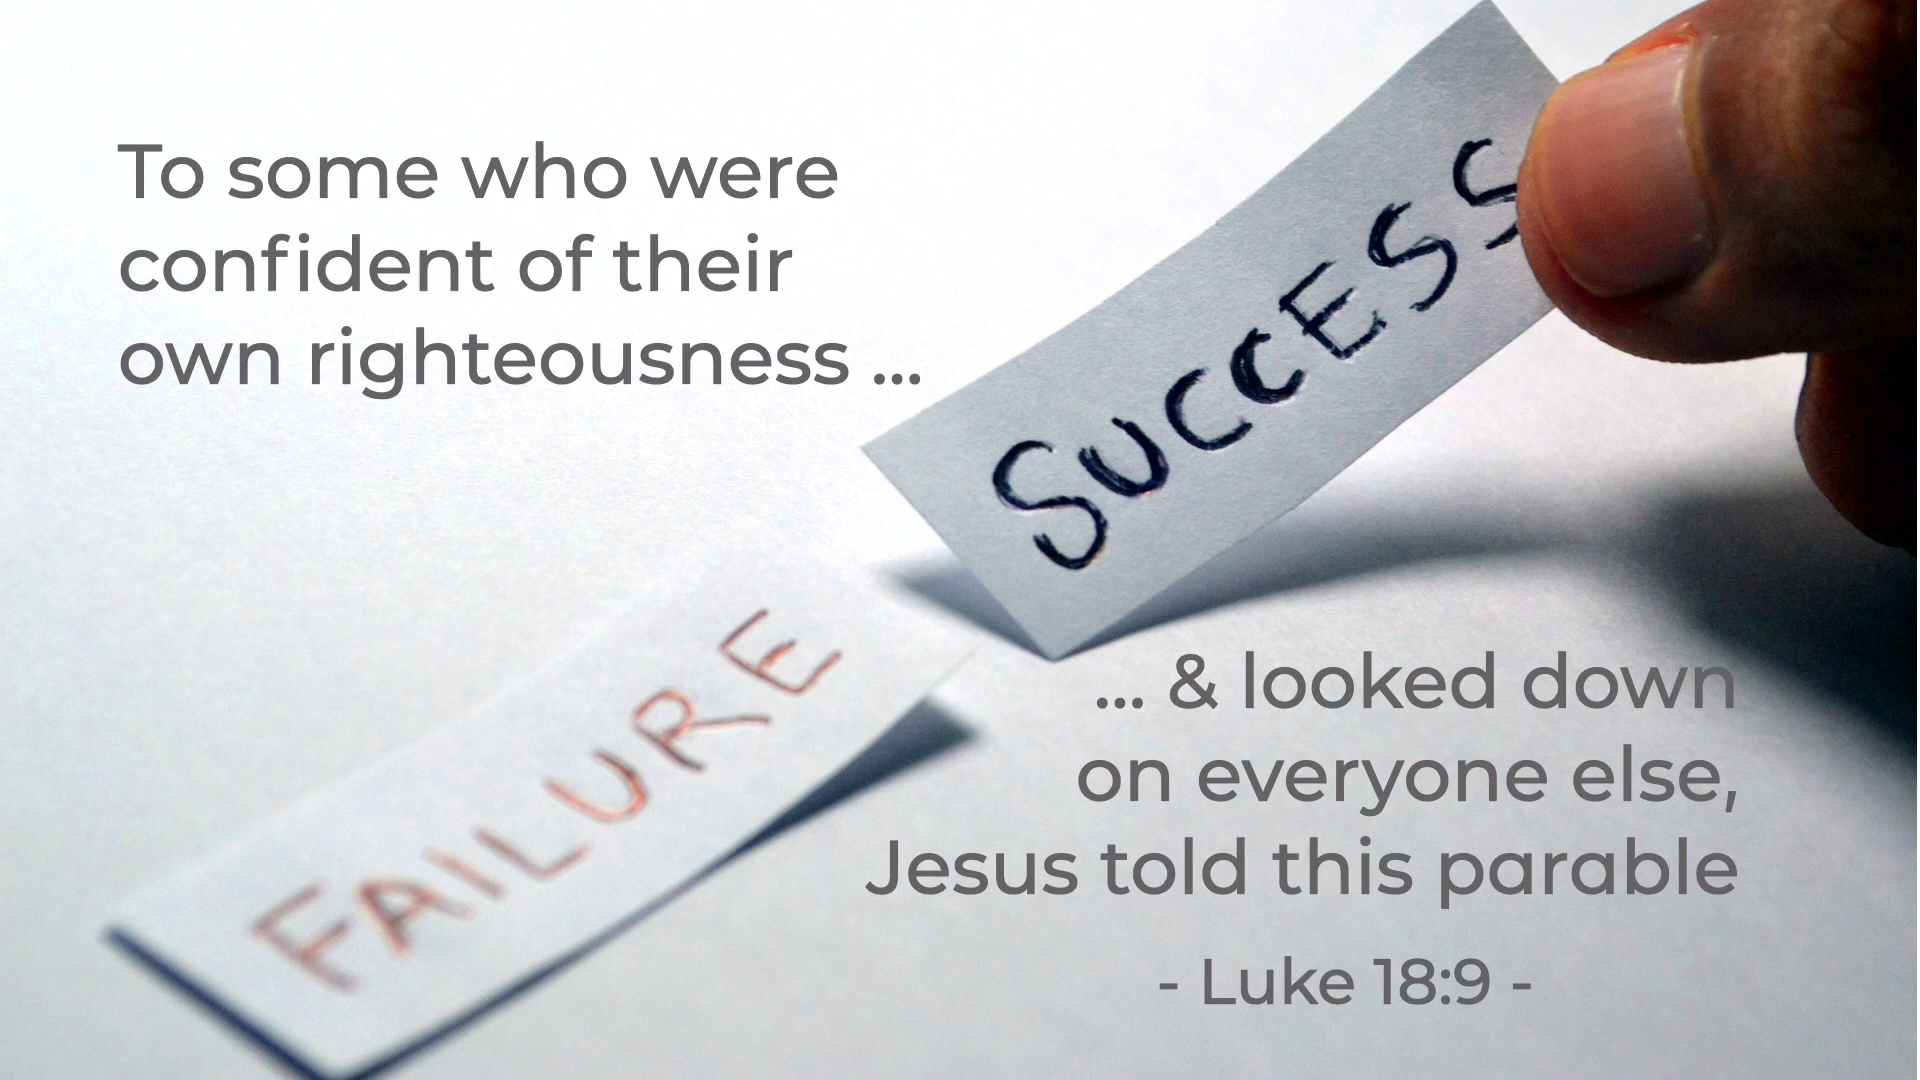 To some who were
confident of their
own righteousness ...
SUCCESS
FAILURE
... & looked down
on everyone else,
Jesus told this parable
- Luke 18:9 -